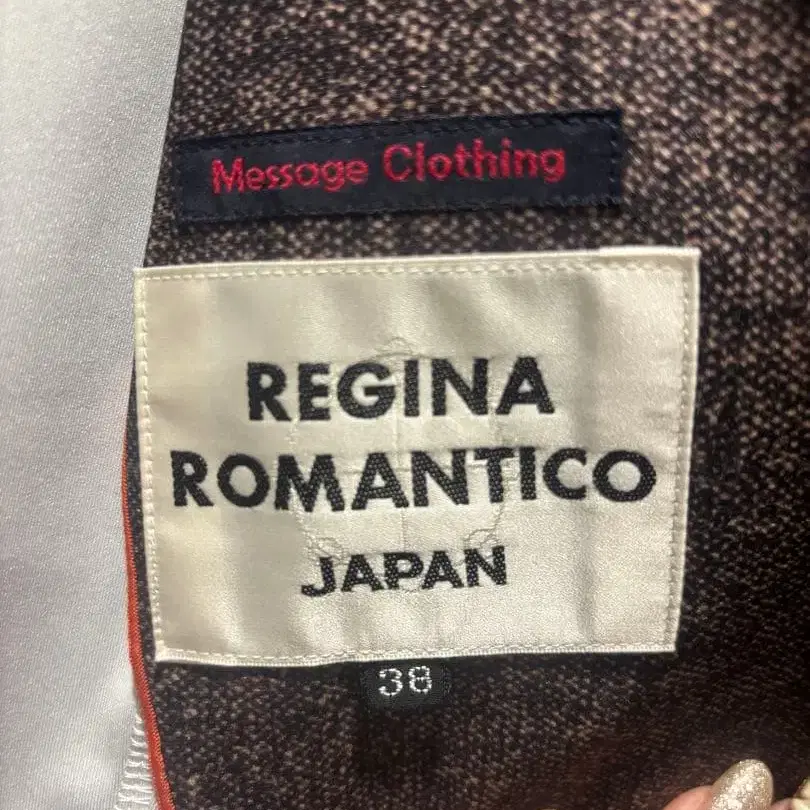 Message Clothing
REGINA
ROMANTICO
JAPAN
38